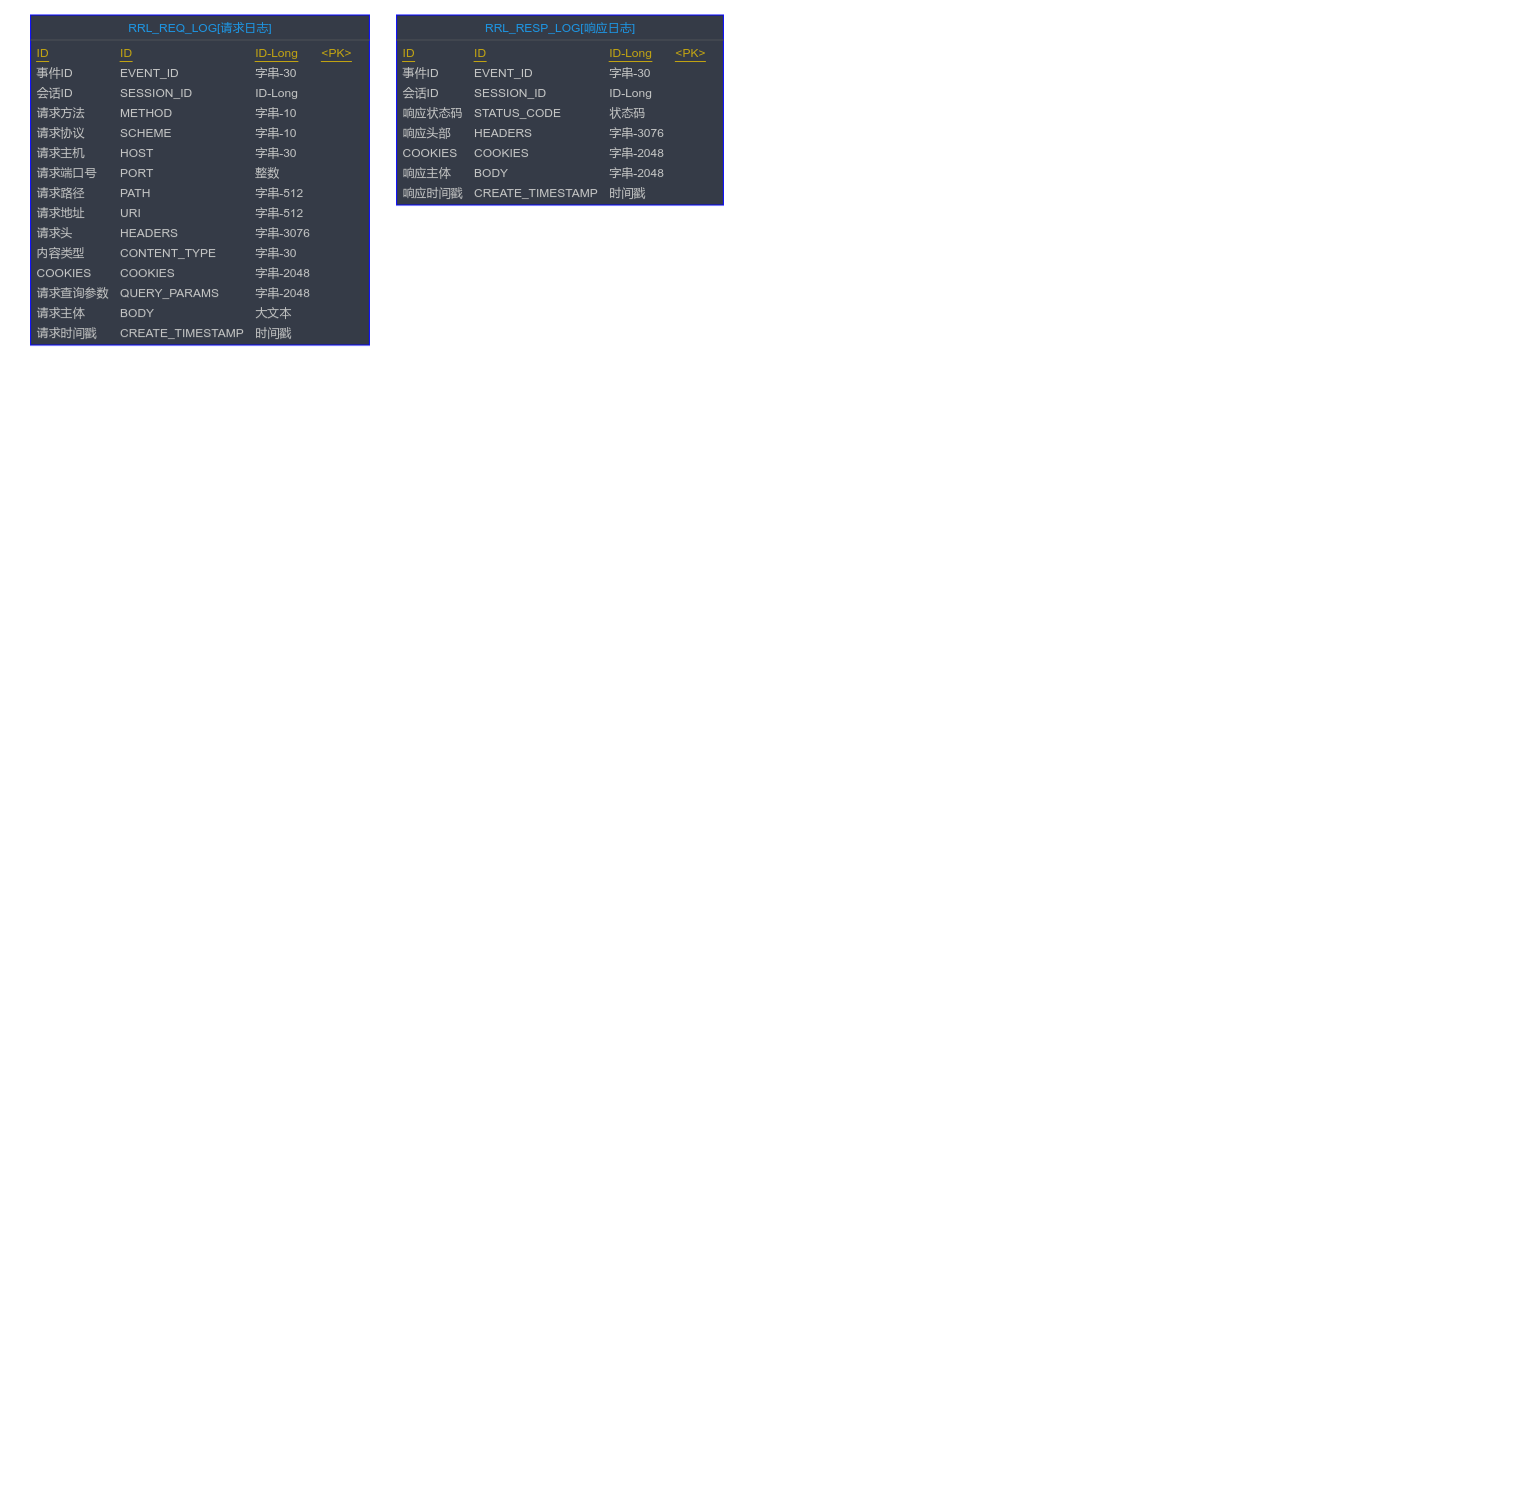 RRL_REQ_LOG[请求日志]
ID ID ID-Long <PK>
事件ID EVENT_ID 字串-30
会话ID SESSION_ID ID-Long
请求方法 METHOD 字串-10
请求协议 SCHEME 字串-10
请求主机 HOST 字串-30
请求端口号 PORT 整数
请求路径 PATH 字串-512
请求地址 URI 字串-512
请求头 HEADERS 字串-3076
内容类型 CONTENT_TYPE 字串-30
COOKIES COOKIES 字串-2048
请求查询参数 QUERY_PARAMS 字串-2048
请求主体 BODY 大文本
请求时间戳 CREATE_TIMESTAMP 时间戳
RRL_RESP_LOG[响应日志]
ID ID ID-Long <PK>
事件ID EVENT_ID 字串-30
会话ID SESSION_ID ID-Long
响应状态码 STATUS_CODE 状态码
响应头部 HEADERS 字串-3076
COOKIES COOKIES 字串-2048
响应主体 BODY 字串-2048
响应时间戳 CREATE_TIMESTAMP 时间戳